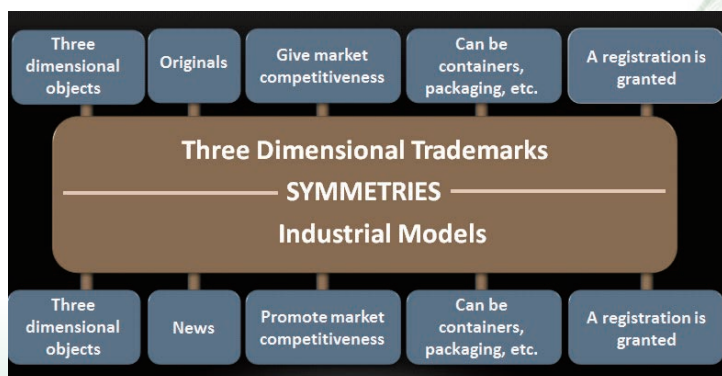 Three
dimensional
objects
Originals
Give market
competitiveness
Can be
containers,
packaging, etc.
A registration is
granted
Three Dimensional Trademarks
SYMMETRIES
Industrial Models
Three
dimensional
objects
News
Promote market
competitiveness
Can be
containers,
packaging, etc.
A registration is
granted